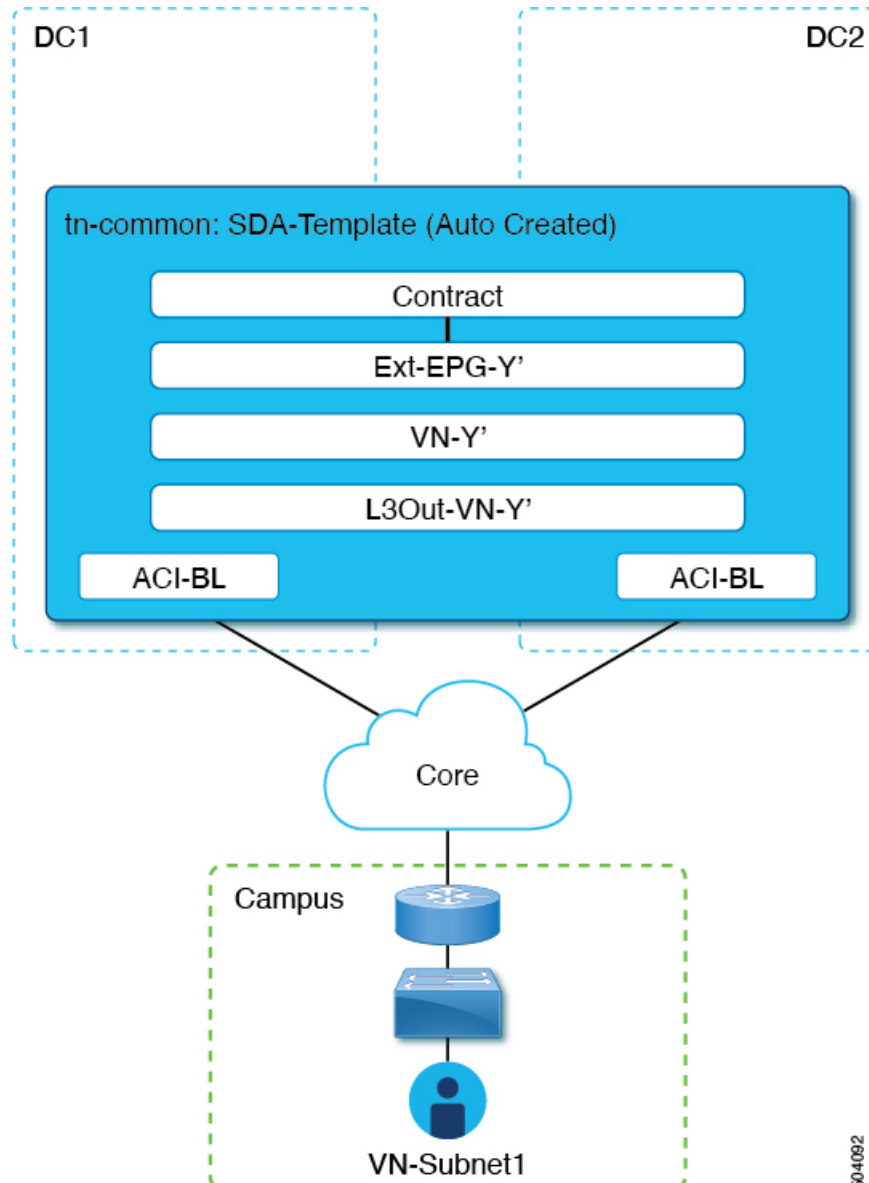 DC1
DC2
tn-common: SDA-Template (Auto Created)
Contract
Ext-EPG-Y’
VN-Y’
L3Out-VN-Y’
ACI-BL
ACI-BL
Core
Campus
VN-Subnet1